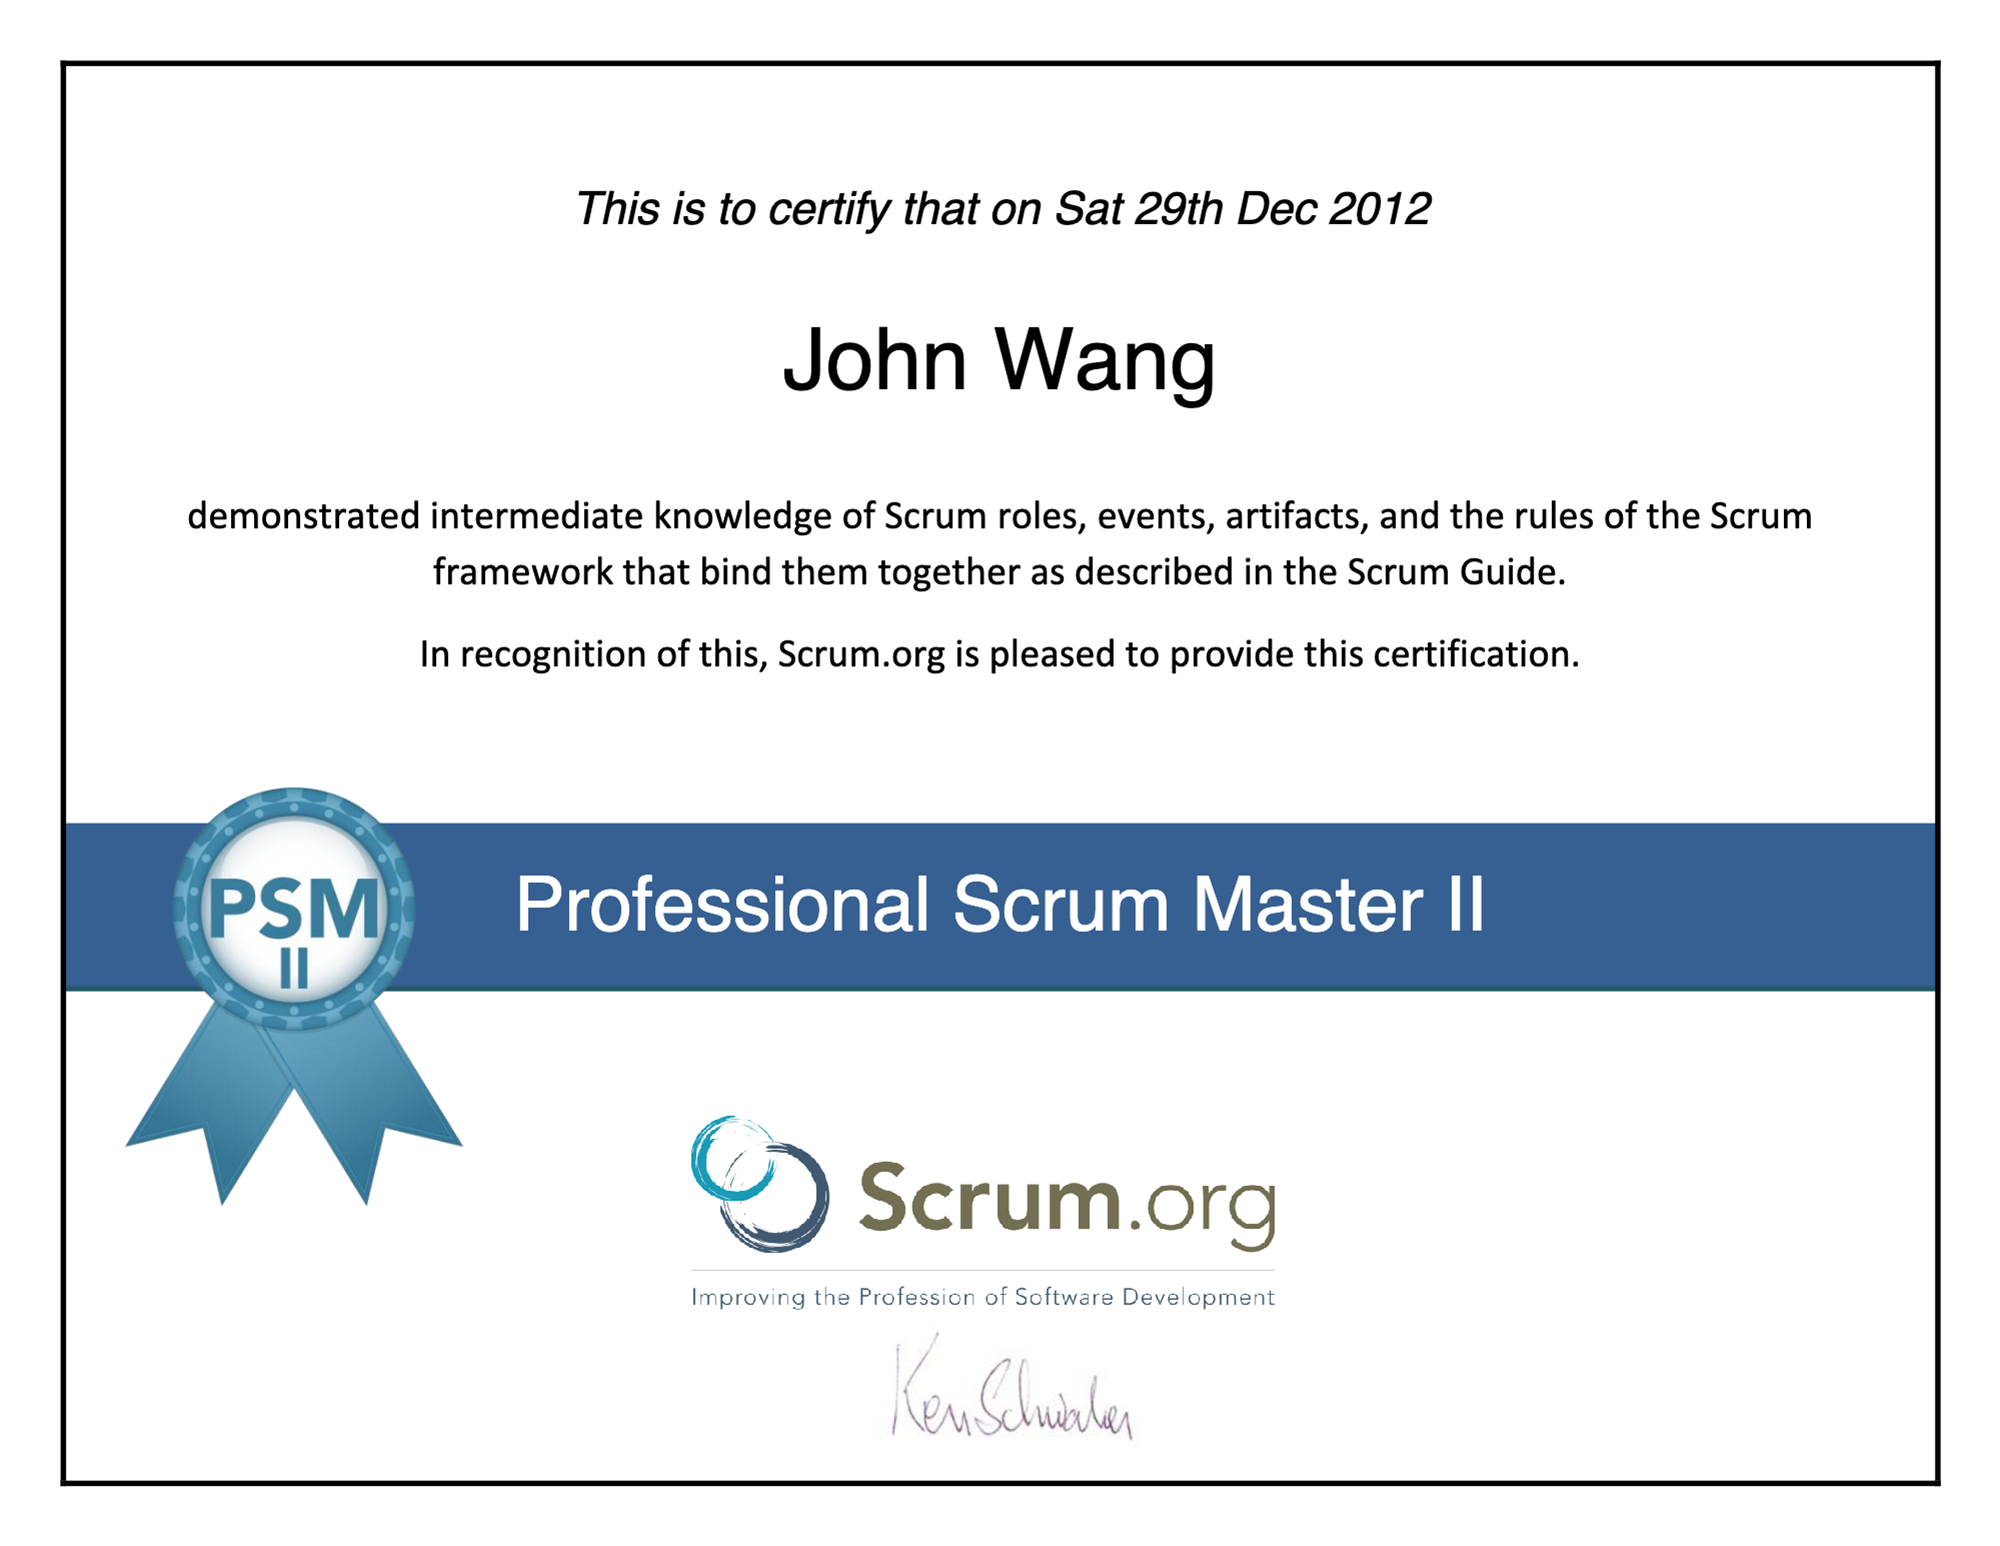 This is to certify that on Sat 29th Dec 2012
John Wang
demonstrated intermediate knowledge of Scrum roles, events, artifacts, and the rules of the Scrum
framework that bind them together as described in the Scrum Guide.
In recognition of this, Scrum.org is pleased to provide this certification.
PSM
II
Professional Scrum Master II
Scrum.org
Improving the Profession of Software Development
Ken Schwaber